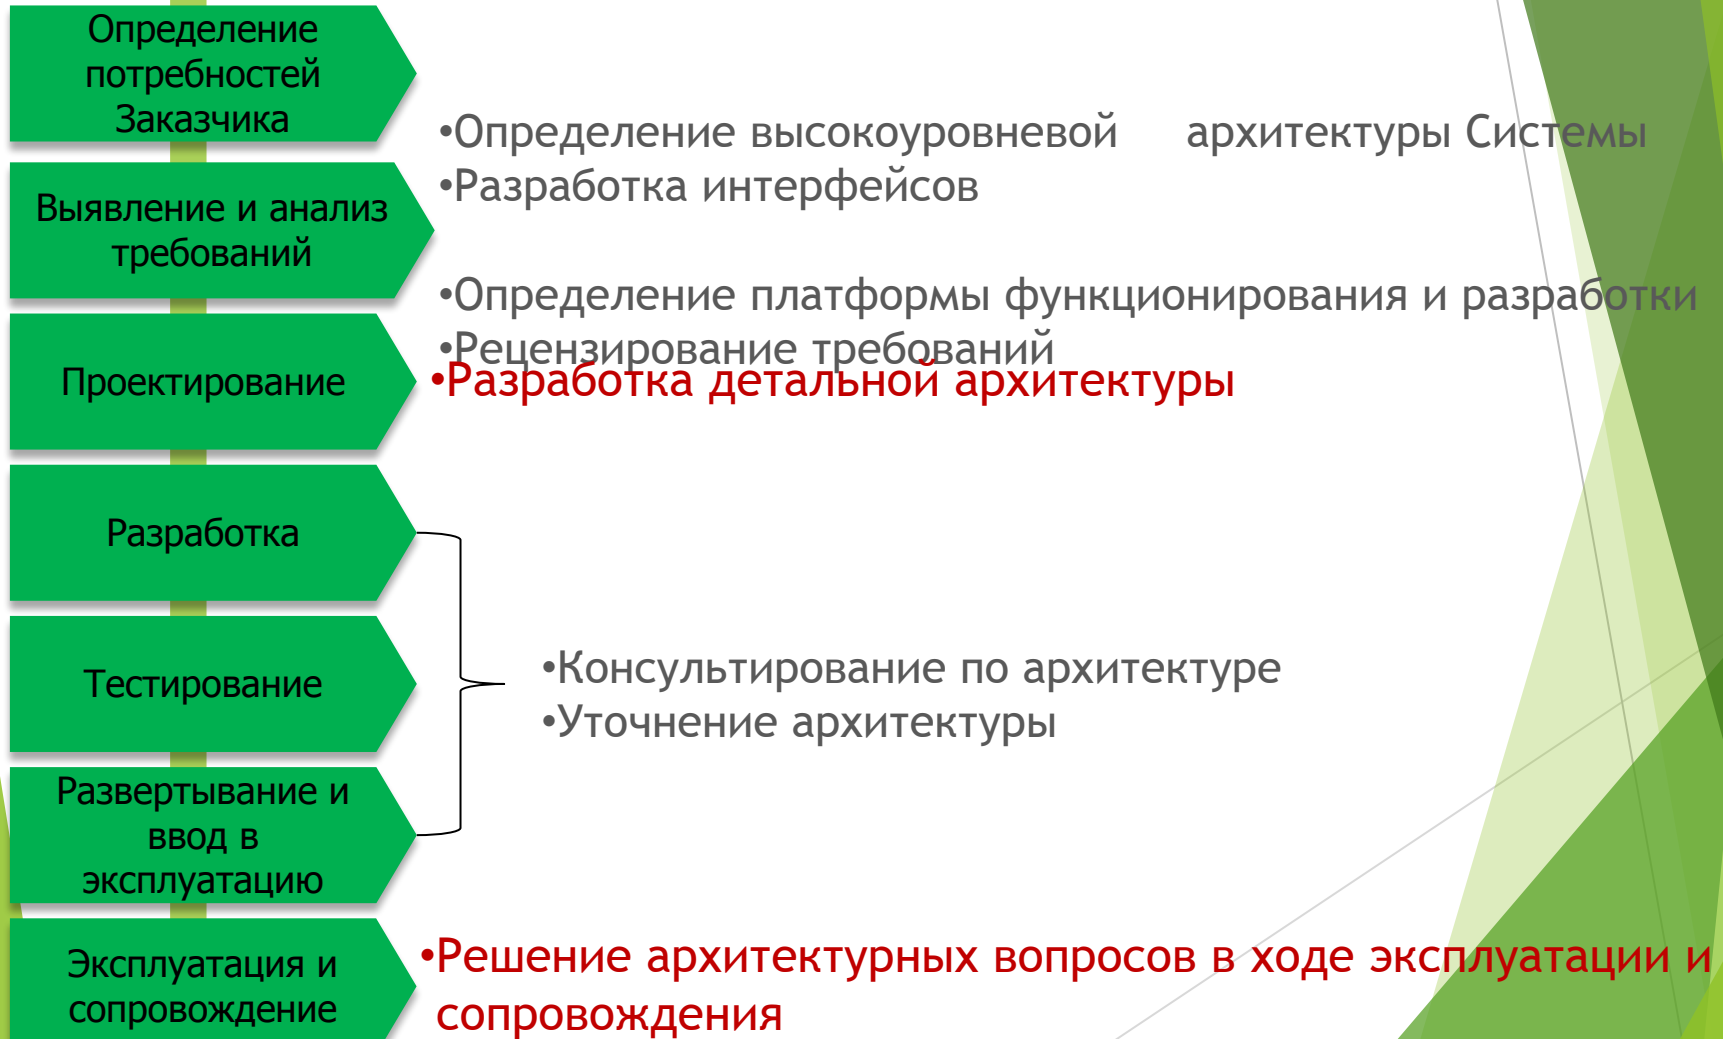 Определение
потребностей
Заказчика
•Определение высокоуровневой архитектуры Системы
•Разработка интерфейсов
Выявление и анализ
требований
•Определение платформы функционирования и разработки
•Рецензирование требований
Проектирование
•Разработка детальной архитектуры
Разработка
Тестирование
•Консультирование по архитектуре
•Уточнение архитектуры
Развертывание и
ввод в
эксплуатацию
Эксплуатация и
сопровождение
•Решение архитектурных вопросов в ходе эксплуатации и
сопровождения